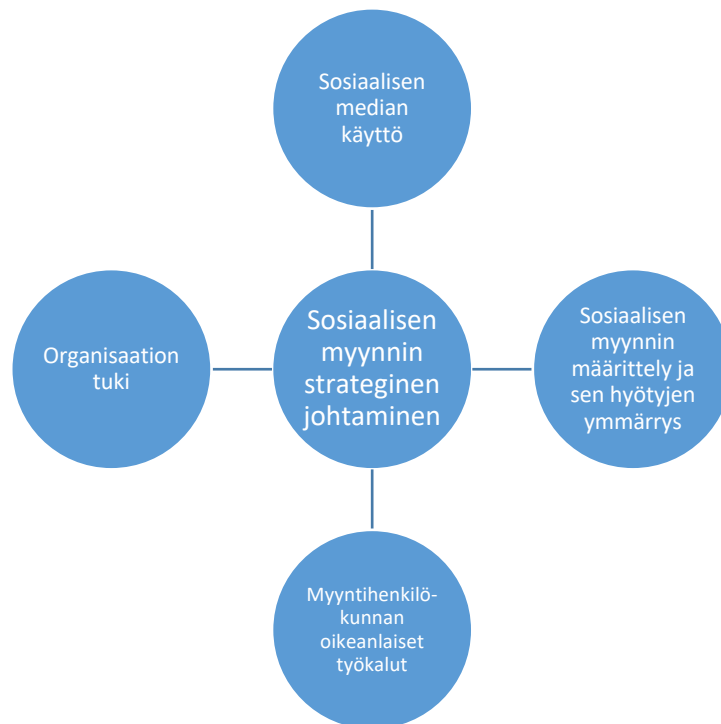 Sosiaalisen
median
käyttö
Organisaation
tuki
Sosiaalisen
myynnin
strateginen
johtaminen
Sosiaalisen
myynnin
määrittely ja
sen hyötyjen
ymmärrys
Myyntihenkilö-
kunnan
oikeanlaiset
työkalut